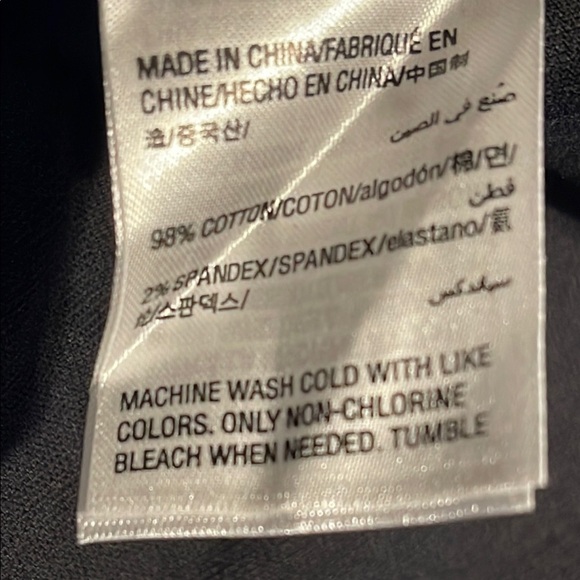 MADE IN CHINA/FABRIQUÉ EN
CHINE/HECHO EN CHINA/中国制
造/중국산/
صنع في الصين
98% COTTON/COTON/algodón/棉/면/
قطن
2% SPANDEX/SPANDEX/elastano/氨
纶/스판덱스/
سباندكس
MACHINE WASH COLD WITH LIKE
COLORS. ONLY NON-CHLORINE
BLEACH WHEN NEEDED. TUMBLE